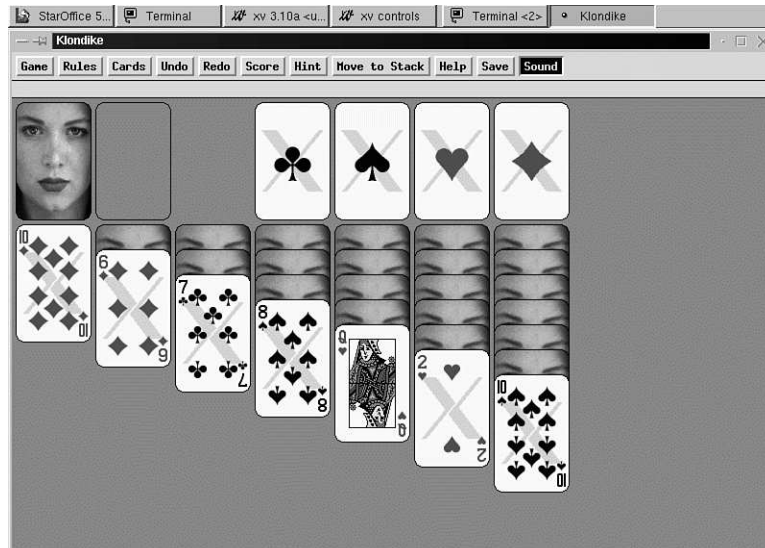 StarOffice 5... Terminal xv 3.10a <u... xv controls Terminal <2> Klondike
Klondike
Game Rules Cards Undo Redo Score Hint Move to Stack Help Save Sound
10
6
7
8
Q
2
10
10
9
7
8
Q
2
10